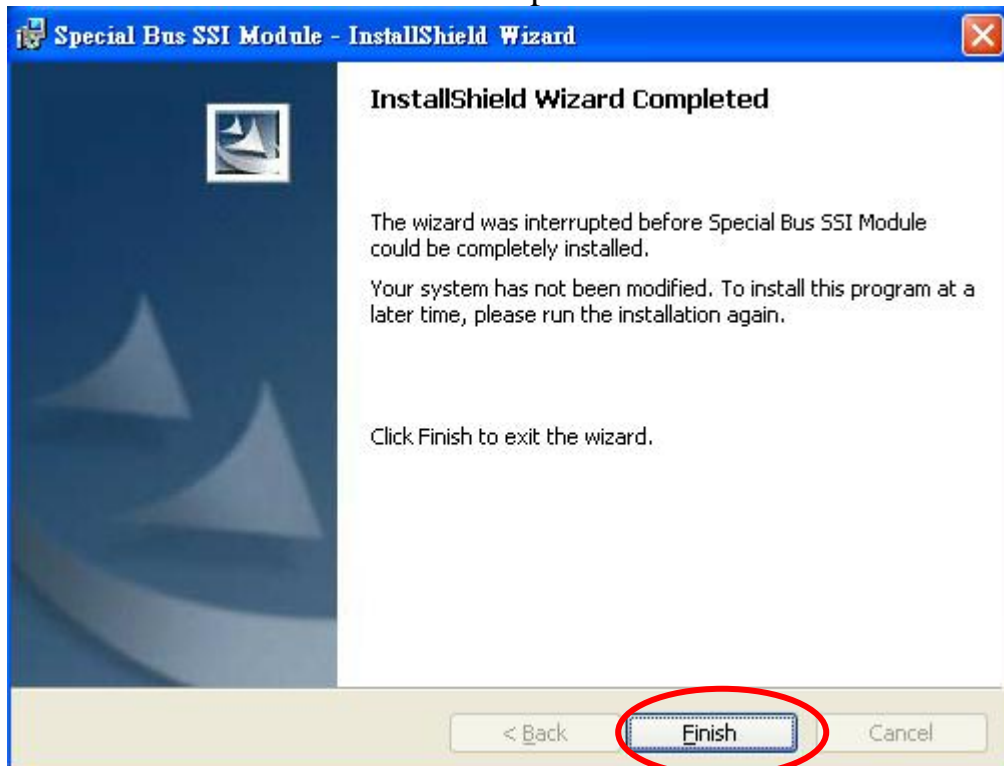 Special Bus SSI Module - InstallShield Wizard
InstallShield Wizard Completed
The wizard was interrupted before Special Bus SSI Module
could be completely installed.
Your system has not been modified. To install this program at a
later time, please run the installation again.
Click Finish to exit the wizard.
< Back
Finish
Cancel